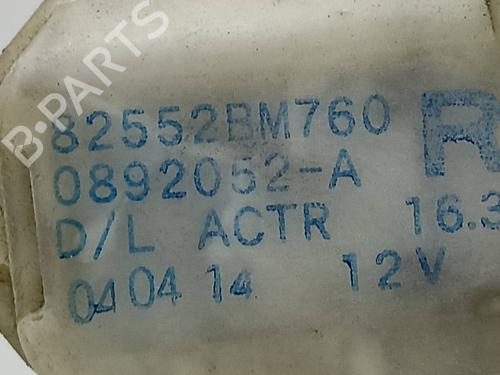 B-PARTS
82552BM760
0892052-A R
D/L ACTR 16.3
040414 12V